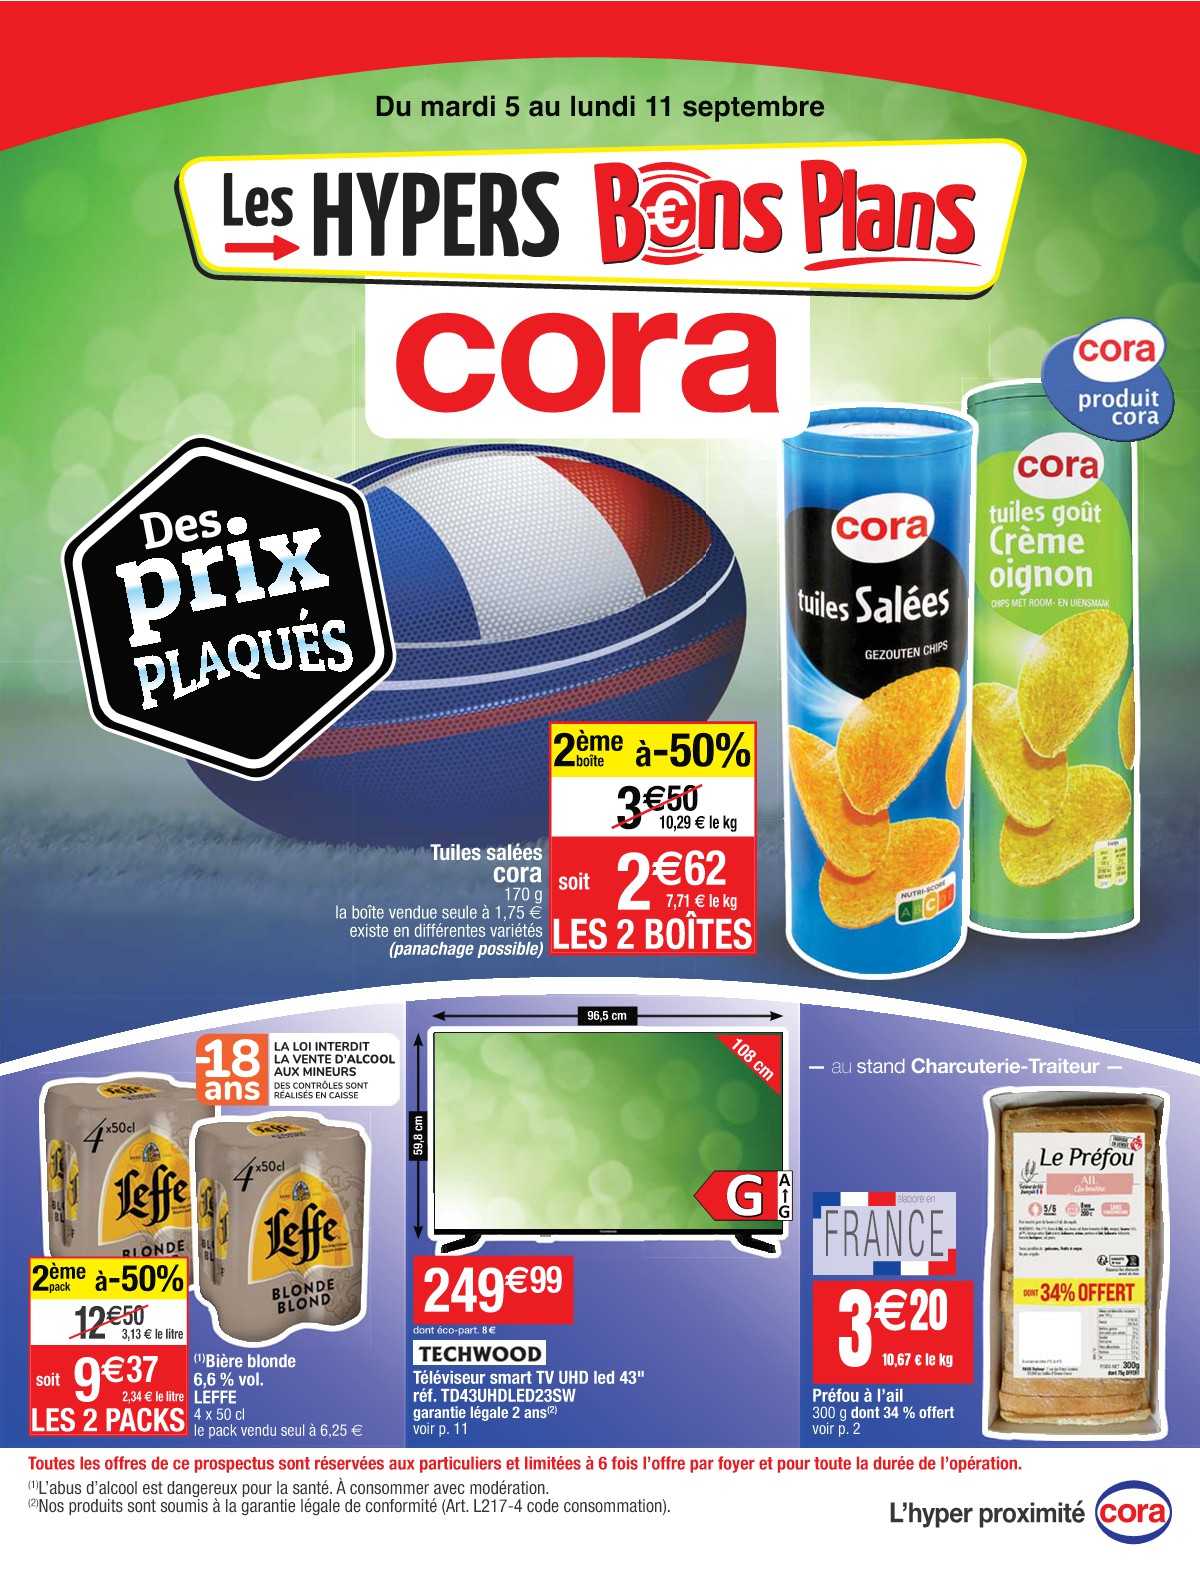 Du mardi 5 au lundi 11 septembre
Les HYPERS Bons Plans
cora
cora
produit
cora
Des
prix
PLAQUÉS
cora
tuiles Salées
GEZOUTEN CHIPS
NUTRI-SCORE
cora
tuiles goût
Crème
oignon
CHIPS MET ROOM- EN UIENSMAAK
2ème boîte à -50%
3€50
10,29 € le kg
soit 2€62
7,71 € le kg
LES 2 BOÎTES
Tuiles salées
cora
170 g
la boîte vendue seule à 1,75 €
existe en différentes variétés
(panachage possible)
-18 ans
LA LOI INTERDIT
LA VENTE D'ALCOOL
AUX MINEURS
DES CONTRÔLES SONT
RÉALISÉS EN CAISSE
4x50cl
Leffe
BLONDE
BLOND
4x50cl
Leffe
BLONDE
BLOND
2ème pack à -50%
12€50
3,13 € le litre
soit 9€37
2,34 € le litre
LES 2 PACKS
(1)Bière blonde
6,6 % vol.
LEFFE
4 x 50 cl
le pack vendu seul à 6,25 €
96,5 cm
59,8 cm
108 cm
G
A
G
249€99
dont éco-part. 8 €
TECHWOOD
Téléviseur smart TV UHD led 43"
réf. TD43UHDLED23SW
garantie légale 2 ans(2)
voir p. 11
— au stand Charcuterie-Traiteur —
élaboré en
FRANCE
Le Préfou
AIL
DONT 34% OFFERT
300g
3€20
10,67 € le kg
Préfou à l'ail
300 g dont 34 % offert
voir p. 2
Toutes les offres de ce prospectus sont réservées aux particuliers et limitées à 6 fois l'offre par foyer et pour toute la durée de l'opération.
(1)L'abus d'alcool est dangereux pour la santé. À consommer avec modération.
(2)Nos produits sont soumis à la garantie légale de conformité (Art. L217-4 code consommation).
L'hyper proximité cora